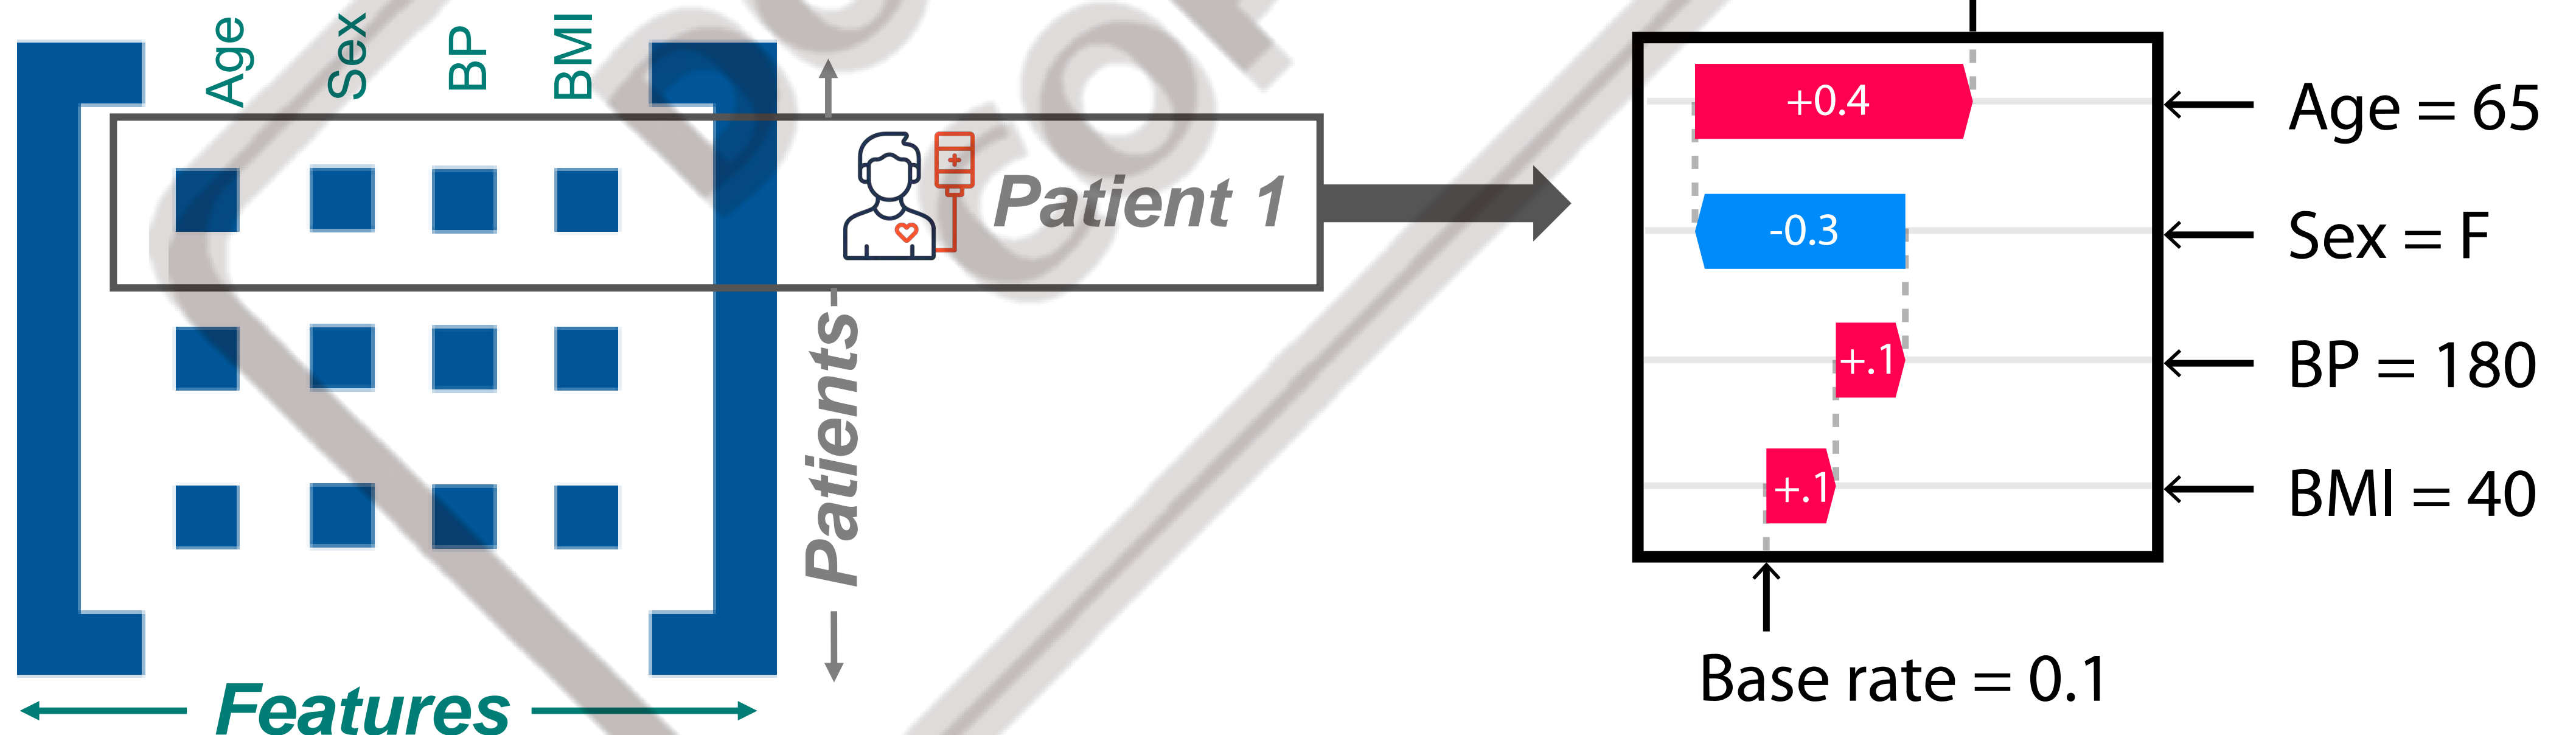 Age
Sex
BP
BMI
Patient 1
Patients
Features
+0.4
-0.3
+.1
+.1
Age = 65
Sex = F
BP = 180
BMI = 40
Base rate = 0.1